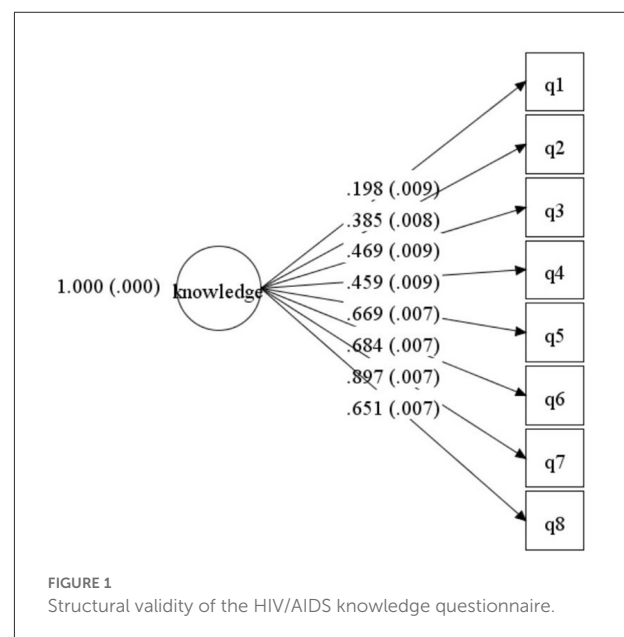 q1
q2
.198 (.009)
.385 (.008)
q3
.469 (.009)
q4
.459 (.009)
1.000 (.000)
knowledge
.669 (.007)
q5
.684 (.007)
q6
.897 (.007)
.651 (.007)
q7
q8
FIGURE 1
Structural validity of the HIV/AIDS knowledge questionnaire.